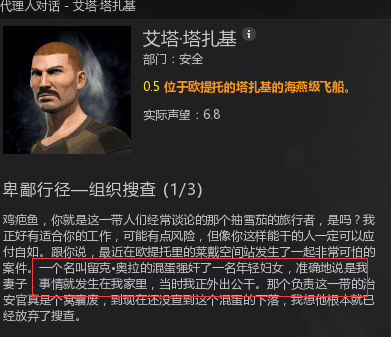 代理人对话 - 艾塔·塔扎基
艾塔·塔扎基
部门：安全
0.5 位于欧提托的塔扎基的海燕级飞船。
实际声望：6.8
卑鄙行径—组织搜查 (1/3)
鸡疤鱼，你就是这一带人们经常谈论的那个抽雪茄的旅行者，是吗？我
正好有适合你的工作，可能有点风险，但像你这样能干的人一定可以应
付自如。跟你说，最近在欧提托里的莱戴空间站发生了一起非常可怕的
案件。一个名叫留克·奥拉的混蛋强奸了一名年轻妇女，准确地说是我
妻子 事情就发生在我家里，当时我正外出公干。那个负责这一带的治
安官真是个窝囊废，到现在还没查到这个混蛋的下落，我想他根本就已
经放弃了搜查。